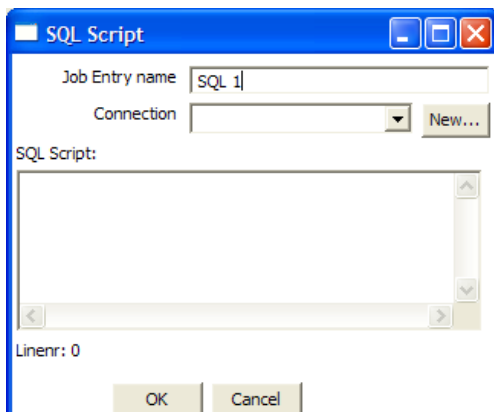 SQL Script
Job Entry name SQL 1
Connection New...
SQL Script:
Linenr: 0
OK Cancel